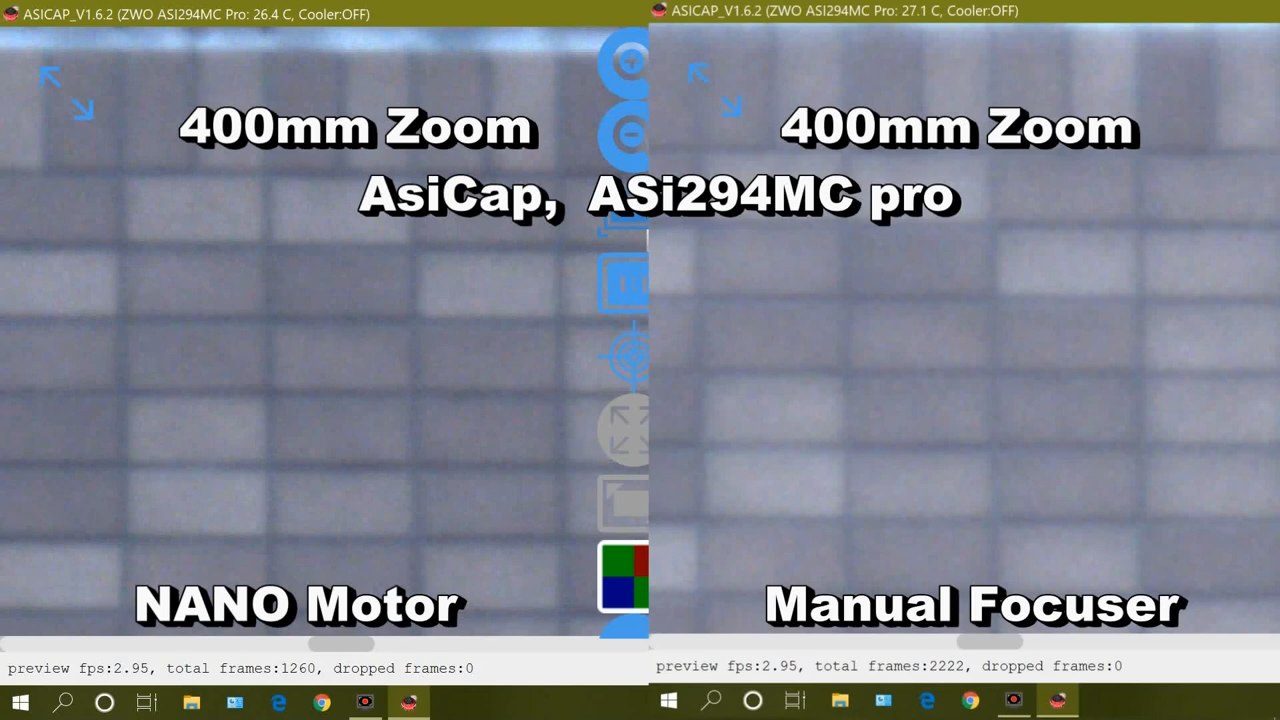 ASICAP_V1.6.2 (ZWO ASI294MC Pro: 26.4 C, Cooler:OFF)
ASICAP_V1.6.2 (ZWO ASI294MC Pro: 27.1 C, Cooler:OFF)
400mm Zoom
400mm Zoom
AsiCap, ASi294MC pro
NANO Motor
Manual Focuser
preview fps:2.95, total frames:1260, dropped frames:0
preview fps:2.95, total frames:2222, dropped frames:0